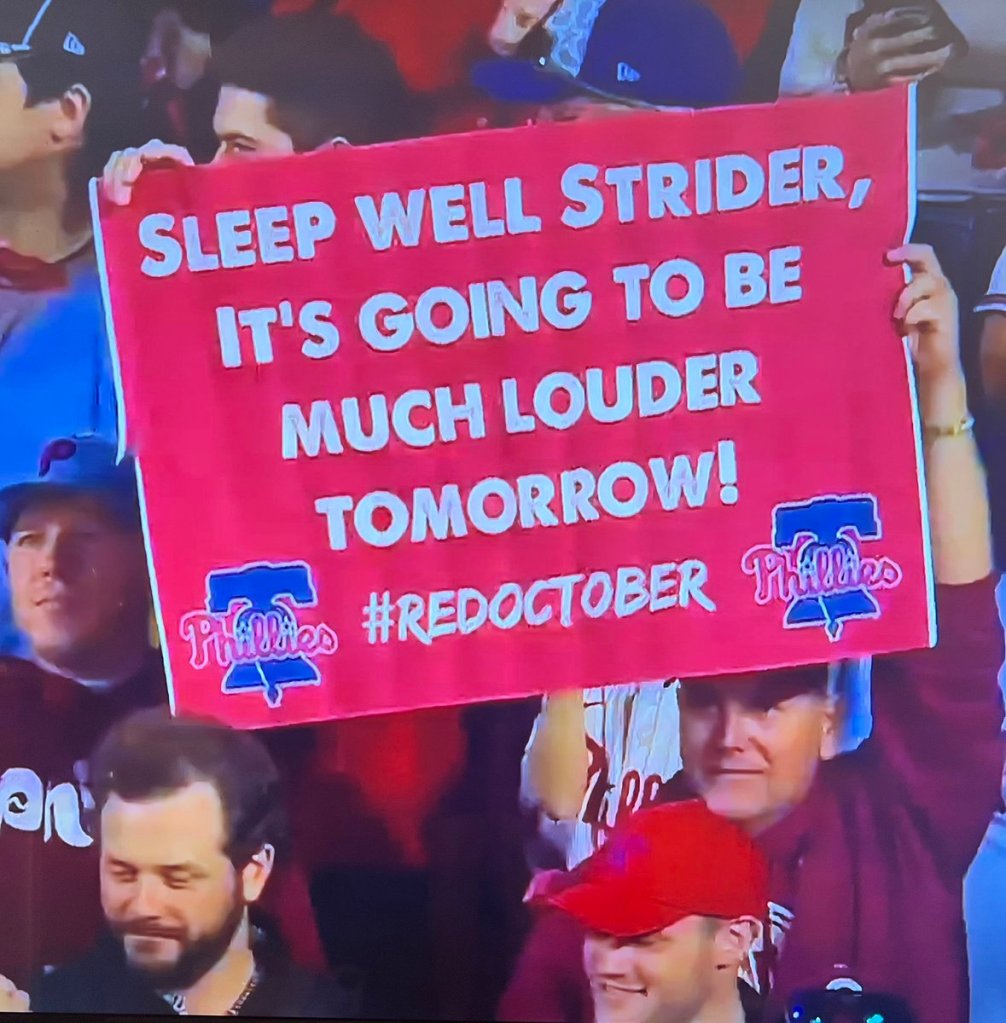 SLEEP WELL STRIDER,
IT'S GOING TO BE
MUCH LOUDER
TOMORROW!
#REDOCTOBER
Phillies
Phillies
P